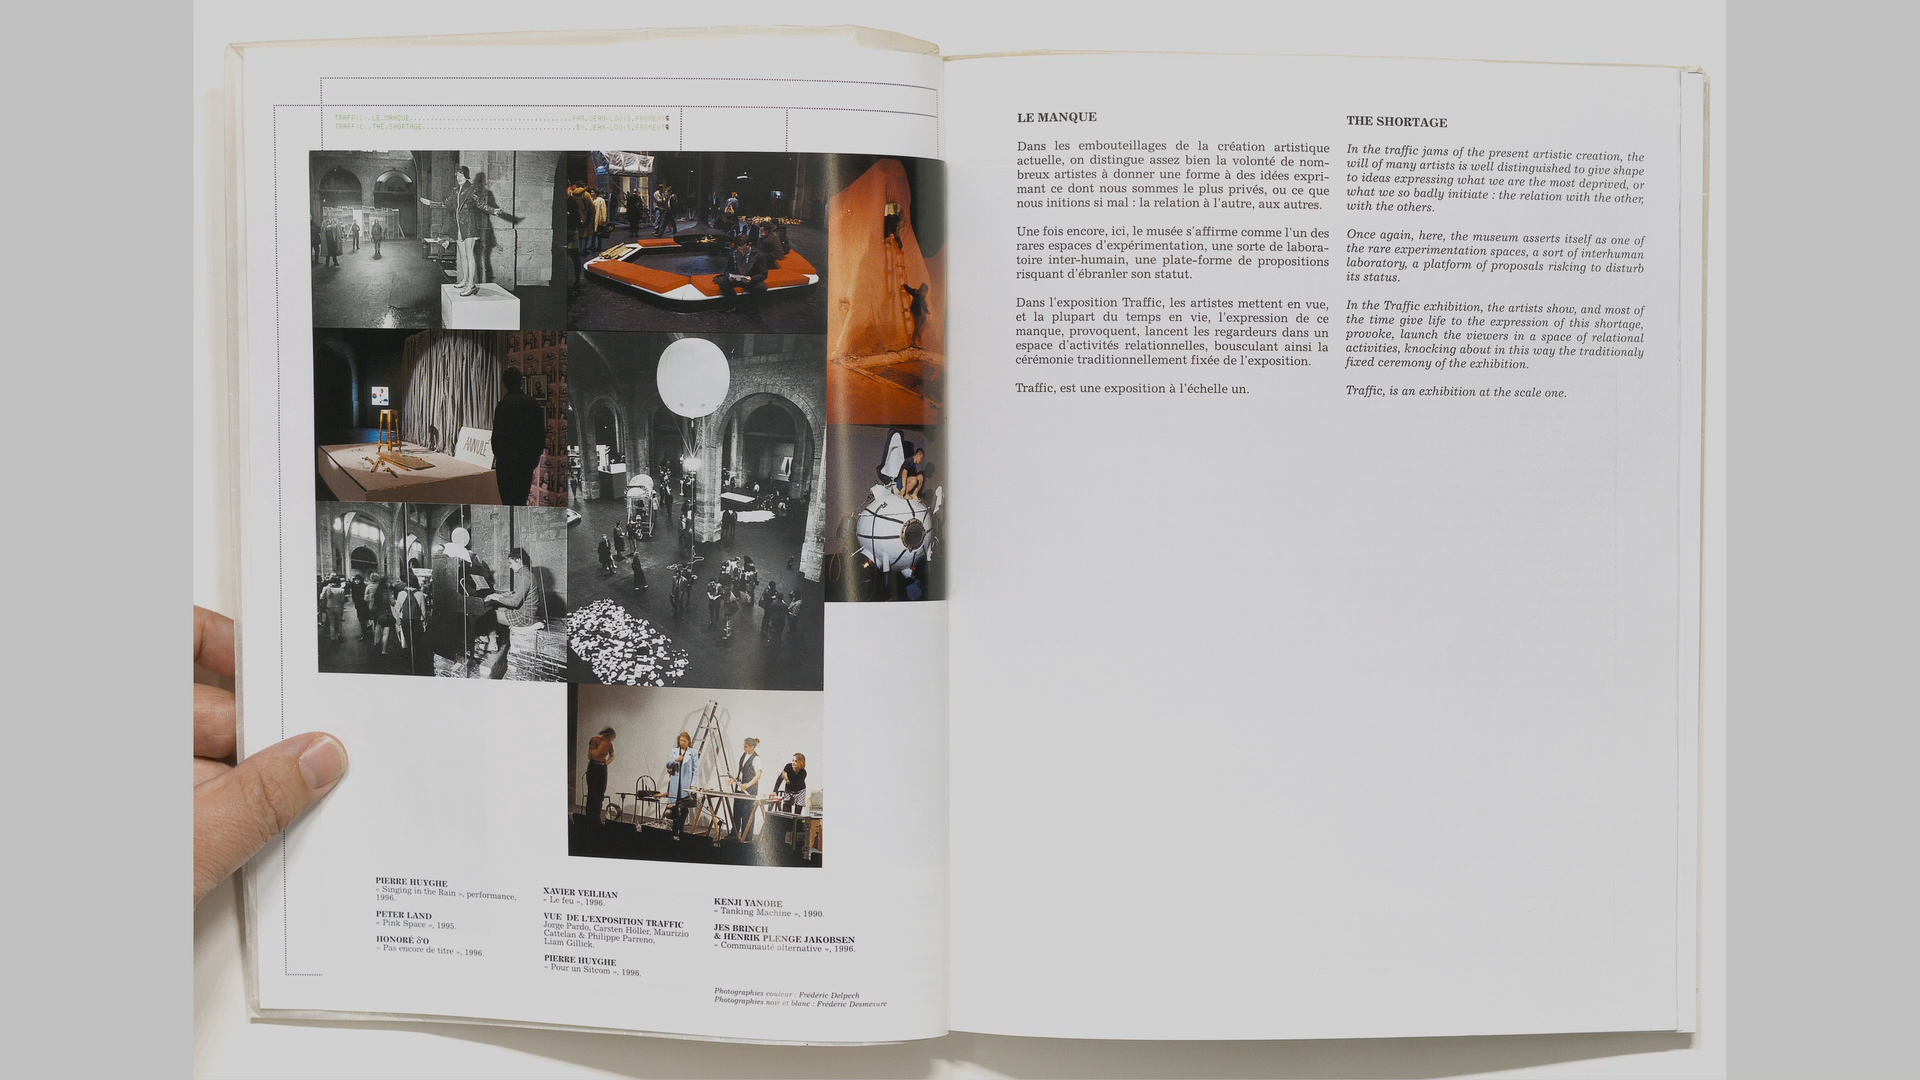 TRAFFIC:.LE.MANQUE......................................PAR.JEAN-LOUIS.FROMENT¶
TRAFFIC:.THE.SHORTAGE....................................BY.JEAN-LOUIS.FROMENT¶
ANNULÉ
PIERRE HUYGHE
« Singing in the Rain », performance,
1996.
PETER LAND
« Pink Space », 1995.
HONORÉ δ'O
« Pas encore de titre », 1996.
XAVIER VEILHAN
« Le feu », 1996.
VUE DE L'EXPOSITION TRAFFIC
Jorge Pardo, Carsten Höller, Maurizio
Cattelan & Philippe Parreno,
Liam Gillick.
PIERRE HUYGHE
« Pour un Sitcom », 1996.
KENJI YANOBE
« Tanking Machine », 1990.
JES BRINCH
& HENRIK PLENGE JAKOBSEN
« Communauté alternative », 1996.
Photographies couleur : Frédéric Delpech
Photographies noir et blanc : Frédéric Desmesure
LE MANQUE
Dans les embouteillages de la création artistique
actuelle, on distingue assez bien la volonté de nom-
breux artistes à donner une forme à des idées expri-
mant ce dont nous sommes le plus privés, ou ce que
nous initions si mal : la relation à l'autre, aux autres.
Une fois encore, ici, le musée s'affirme comme l'un des
rares espaces d'expérimentation, une sorte de labora-
toire inter-humain, une plate-forme de propositions
risquant d'ébranler son statut.
Dans l'exposition Traffic, les artistes mettent en vue,
et la plupart du temps en vie, l'expression de ce
manque, provoquent, lancent les regardeurs dans un
espace d'activités relationnelles, bousculant ainsi la
cérémonie traditionnellement fixée de l'exposition.
Traffic, est une exposition à l'échelle un.
THE SHORTAGE
In the traffic jams of the present artistic creation, the
will of many artists is well distinguished to give shape
to ideas expressing what we are the most deprived, or
what we so badly initiate : the relation with the other,
with the others.
Once again, here, the museum asserts itself as one of
the rare experimentation spaces, a sort of interhuman
laboratory, a platform of proposals risking to disturb
its status.
In the Traffic exhibition, the artists show, and most of
the time give life to the expression of this shortage,
provoke, launch the viewers in a space of relational
activities, knocking about in this way the traditionaly
fixed ceremony of the exhibition.
Traffic, is an exhibition at the scale one.